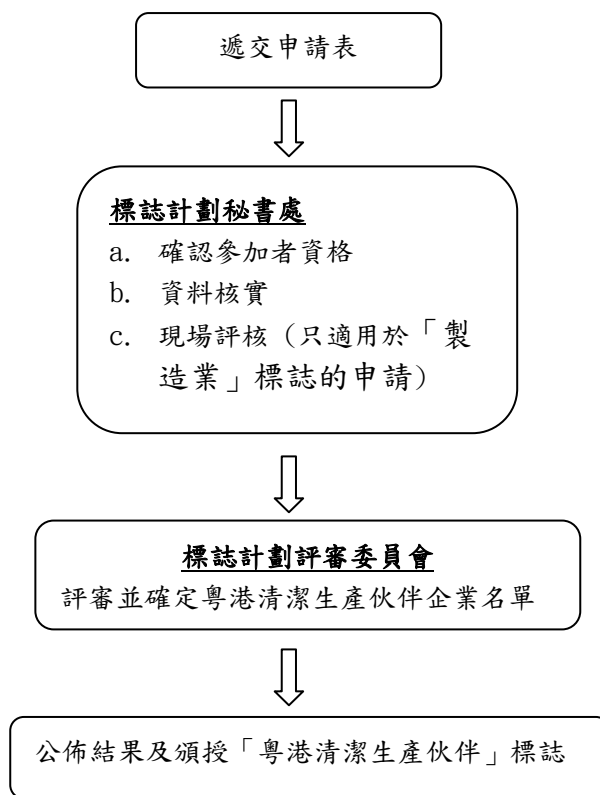 遞交申請表
標誌計劃秘書處
a. 確認參加者資格
b. 資料核實
c. 現場評核（只適用於「製
造業」標誌的申請）
標誌計劃評審委員會
評審並確定粵港清潔生產伙伴企業名單
公佈結果及頒授「粵港清潔生產伙伴」標誌